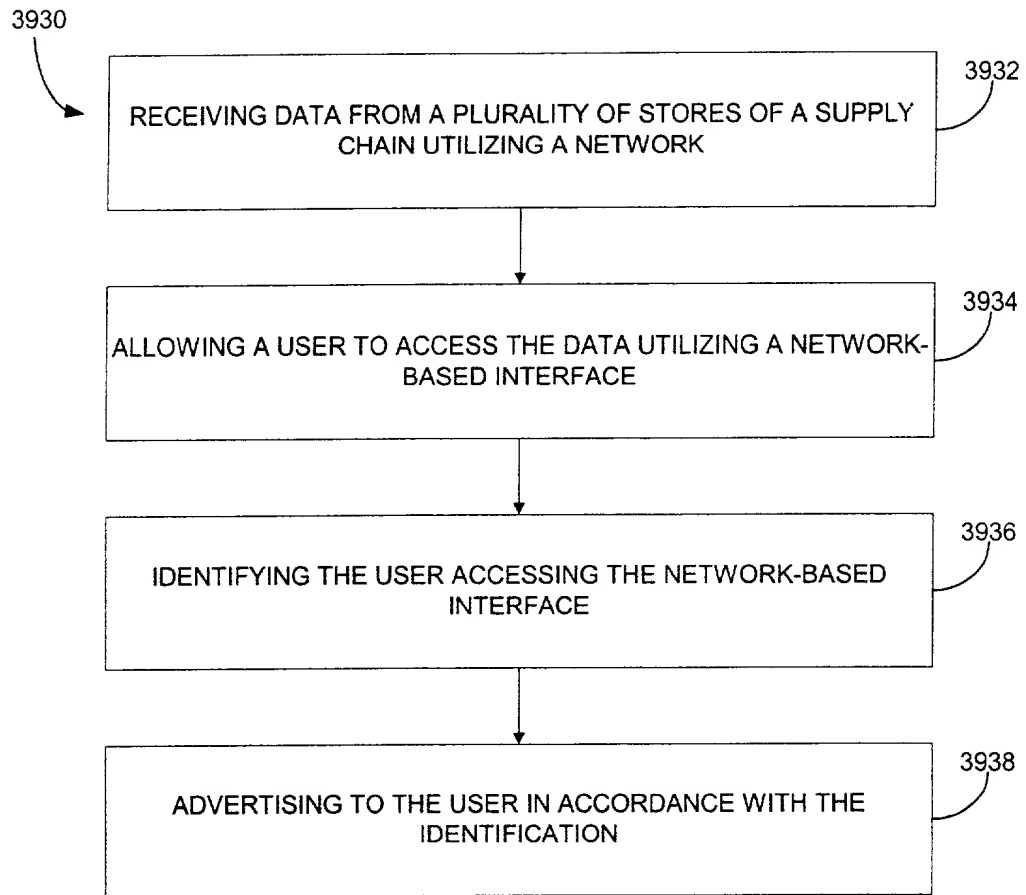 3930
3932
RECEIVING DATA FROM A PLURALITY OF STORES OF A SUPPLY
CHAIN UTILIZING A NETWORK
3934
ALLOWING A USER TO ACCESS THE DATA UTILIZING A NETWORK-
BASED INTERFACE
3936
IDENTIFYING THE USER ACCESSING THE NETWORK-BASED
INTERFACE
3938
ADVERTISING TO THE USER IN ACCORDANCE WITH THE
IDENTIFICATION